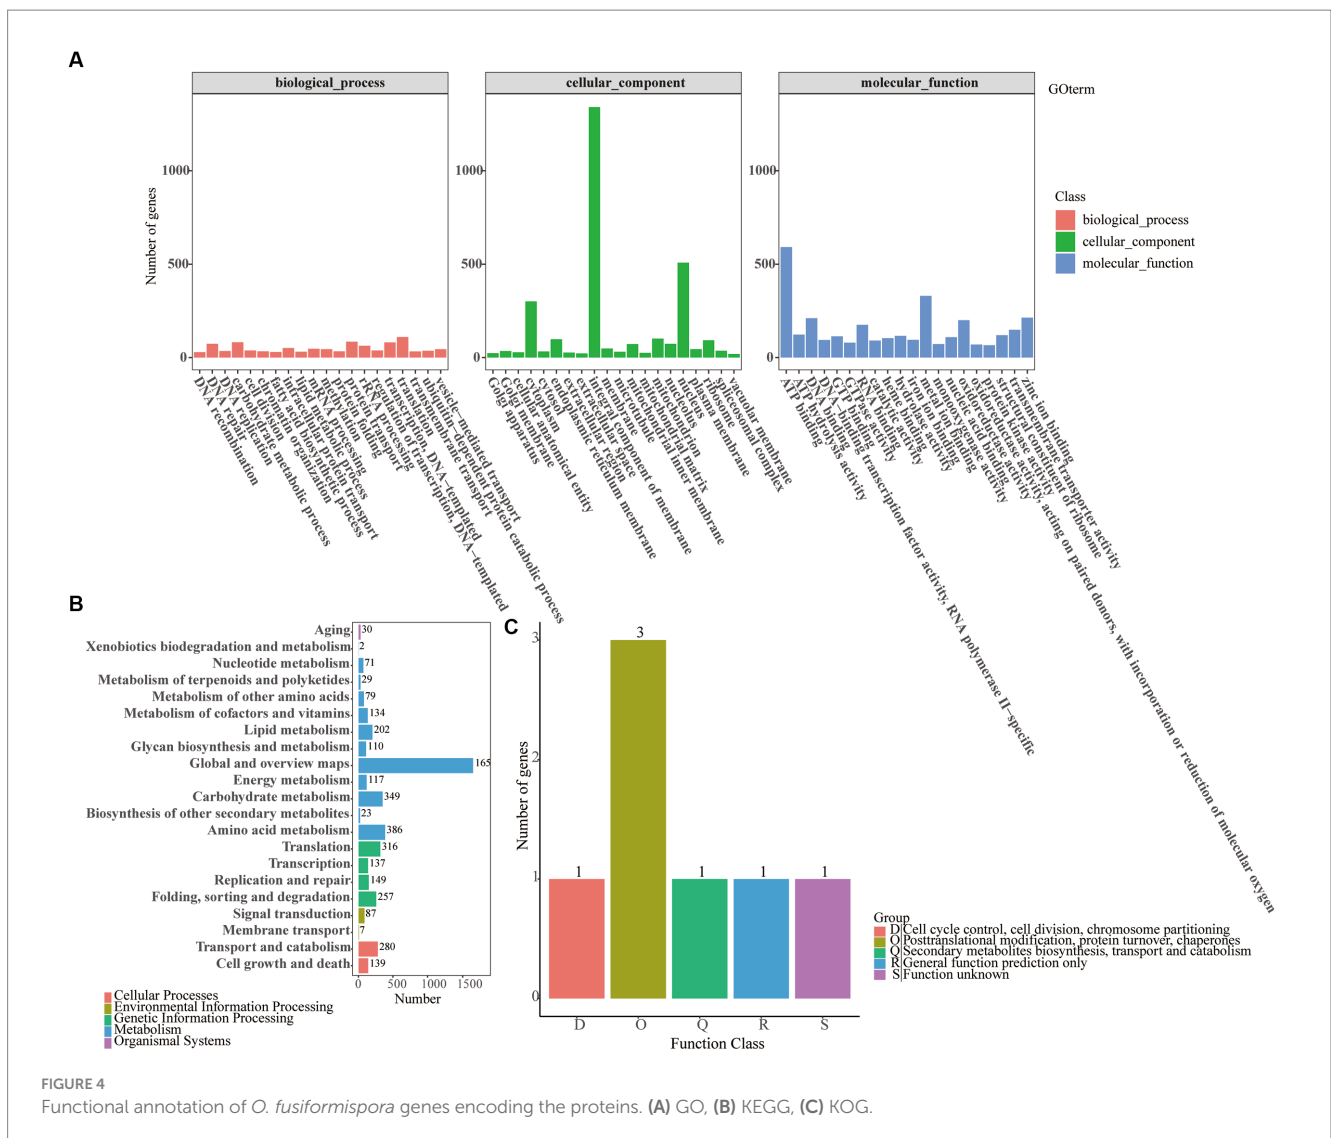 A
biological_process
cellular_component
molecular_function
GOterm
Number of genes
1000
500
0
1000
500
0
1000
500
0
Class
biological_process
cellular_component
molecular_function
DNA recombination
DNA repair
DNA replication
carbohydrate metabolic process
cell division
chromatin organization
fatty acid biosynthetic process
intracellular protein transport
lipid metabolic process
mRNA processing
methylation
protein folding
protein transport
rRNA processing
regulation of transcription, DNA−templated
transcription, DNA−templated
translation
transmembrane transport
ubiquitin−dependent protein catabolic process
vesicle−mediated transport
Golgi apparatus
Golgi membrane
cellular anatomical entity
cytoplasm
cytosol
endoplasmic reticulum membrane
extracellular region
extracellular space
integral component of membrane
membrane
microtubule
mitochondrial inner membrane
mitochondrial matrix
mitochondrion
nucleolus
nucleus
plasma membrane
ribosome
spliceosomal complex
vacuolar membrane
ATP binding
ATP hydrolysis activity
DNA binding
DNA−binding transcription factor activity, RNA polymerase II−specific
GTP binding
GTPase activity
RNA binding
catalytic activity
heme binding
hydrolase activity
iron ion binding
metal ion binding
monooxygenase activity
nucleic acid binding
oxidoreductase activity
oxidoreductase activity, acting on paired donors, with incorporation or reduction of molecular oxygen
protein kinase activity
structural constituent of ribosome
transmembrane transporter activity
zinc ion binding
B
Aging 30
Xenobiotics biodegradation and metabolism 2
Nucleotide metabolism 71
Metabolism of terpenoids and polyketides 29
Metabolism of other amino acids 79
Metabolism of cofactors and vitamins 134
Lipid metabolism 202
Glycan biosynthesis and metabolism 110
Global and overview maps 165
Energy metabolism 117
Carbohydrate metabolism 349
Biosynthesis of other secondary metabolites 23
Amino acid metabolism 386
Translation 316
Transcription 137
Replication and repair 149
Folding, sorting and degradation 257
Signal transduction 87
Membrane transport 7
Transport and catabolism 280
Cell growth and death 139
0 500 1000 1500
Number
Cellular Processes
Environmental Information Processing
Genetic Information Processing
Metabolism
Organismal Systems
C
Number of genes
3
2
1
0
1 3 1 1 1
D O Q R S
Function Class
Group
D|Cell cycle control, cell division, chromosome partitioning
O|Posttranslational modification, protein turnover, chaperones
Q|Secondary metabolites biosynthesis, transport and catabolism
R|General function prediction only
S|Function unknown
FIGURE 4
Functional annotation of O. fusiformispora genes encoding the proteins. (A) GO, (B) KEGG, (C) KOG.